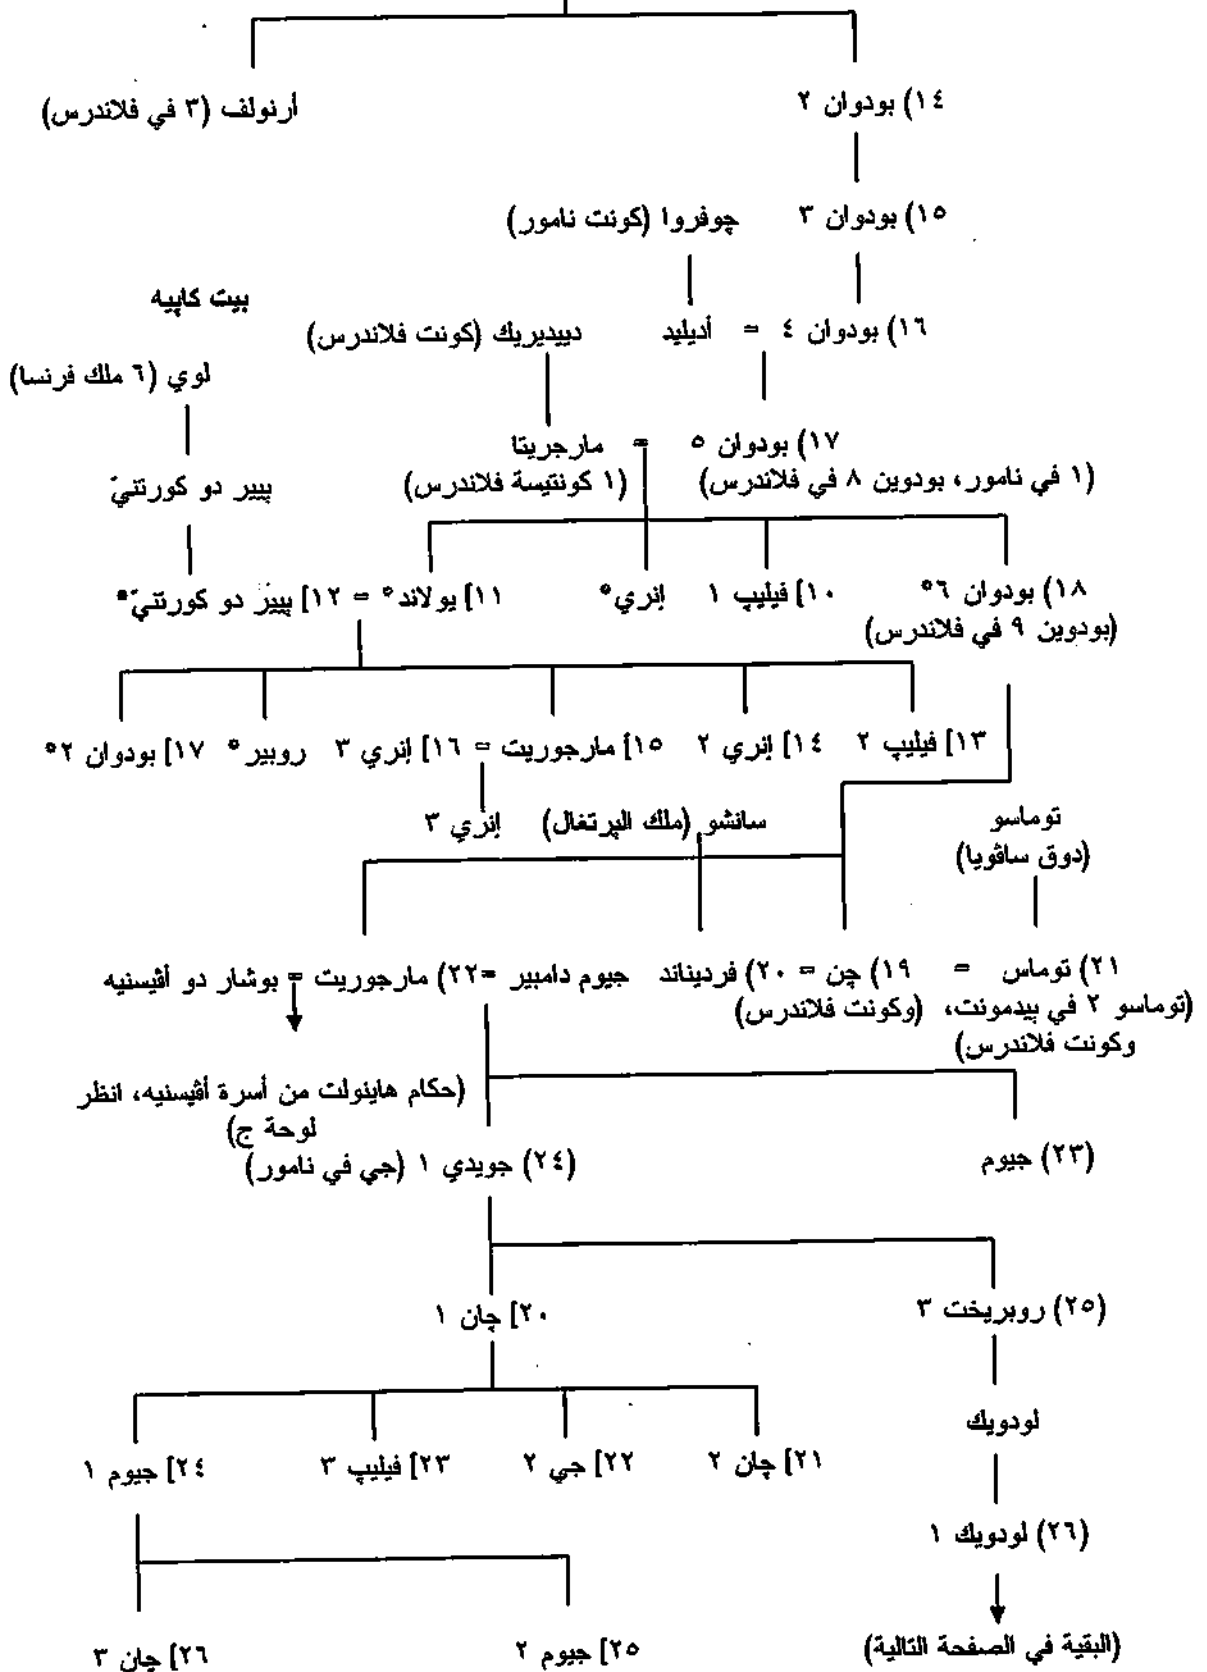 ١٤) بودوان ٢ أرنولف (٣ في فلاندرس)
١٥) بودوان ٣ چوفروا (كونت نامور)
بيت كاپيه
١٦) بودوان ٤ = أديليد دييديريك (كونت فلاندرس)
لوي (٦ ملك فرنسا)
١٧) بودوان ٥ = مارجريتا
(١ في نامور، بودوين ٨ في فلاندرس) (١ كونتيسة فلاندرس) پيير دو كورتنيّ
١٨) بودوان ٦* ١٠] فيليپ ١ إنري* ١١] يولاند* = ١٢] پيير دو كورتنيّ*
(بودوين ٩ في فلاندرس)
١٣] فيليپ ٢ ١٤] إنري ٢ ١٥] مارجوريت = ١٦] إنري ٣ روبير* ١٧] بودوان ٢*
توماسو سانشو (ملك الپرتغال) إنري ٣
(دوق ساڤويا)
٢١) توماس = ١٩) چن = ٢٠) فرديناند جيوم دامبير =٢٢) مارجوريت = بوشار دو أڤيسنيه
(توماسو ٢ في پيدمونت، (وكونت فلاندرس)
وكونت فلاندرس)
(حكام هاينولت من أسرة أڤيسنيه، انظر
لوحة ج)
(٢٣) جيوم (٢٤) جويدي ١ (جي في نامور)
(٢٥) روبريخت ٣ ٢٠] چان ١
لودويك
٢١] چان ٢ ٢٢] جي ٢ ٢٣] فيليپ ٣ ٢٤] جيوم ١
(٢٦) لودويك ١
(البقية في الصفحة التالية) ٢٥] جيوم ٢ ٢٦] چان ٣